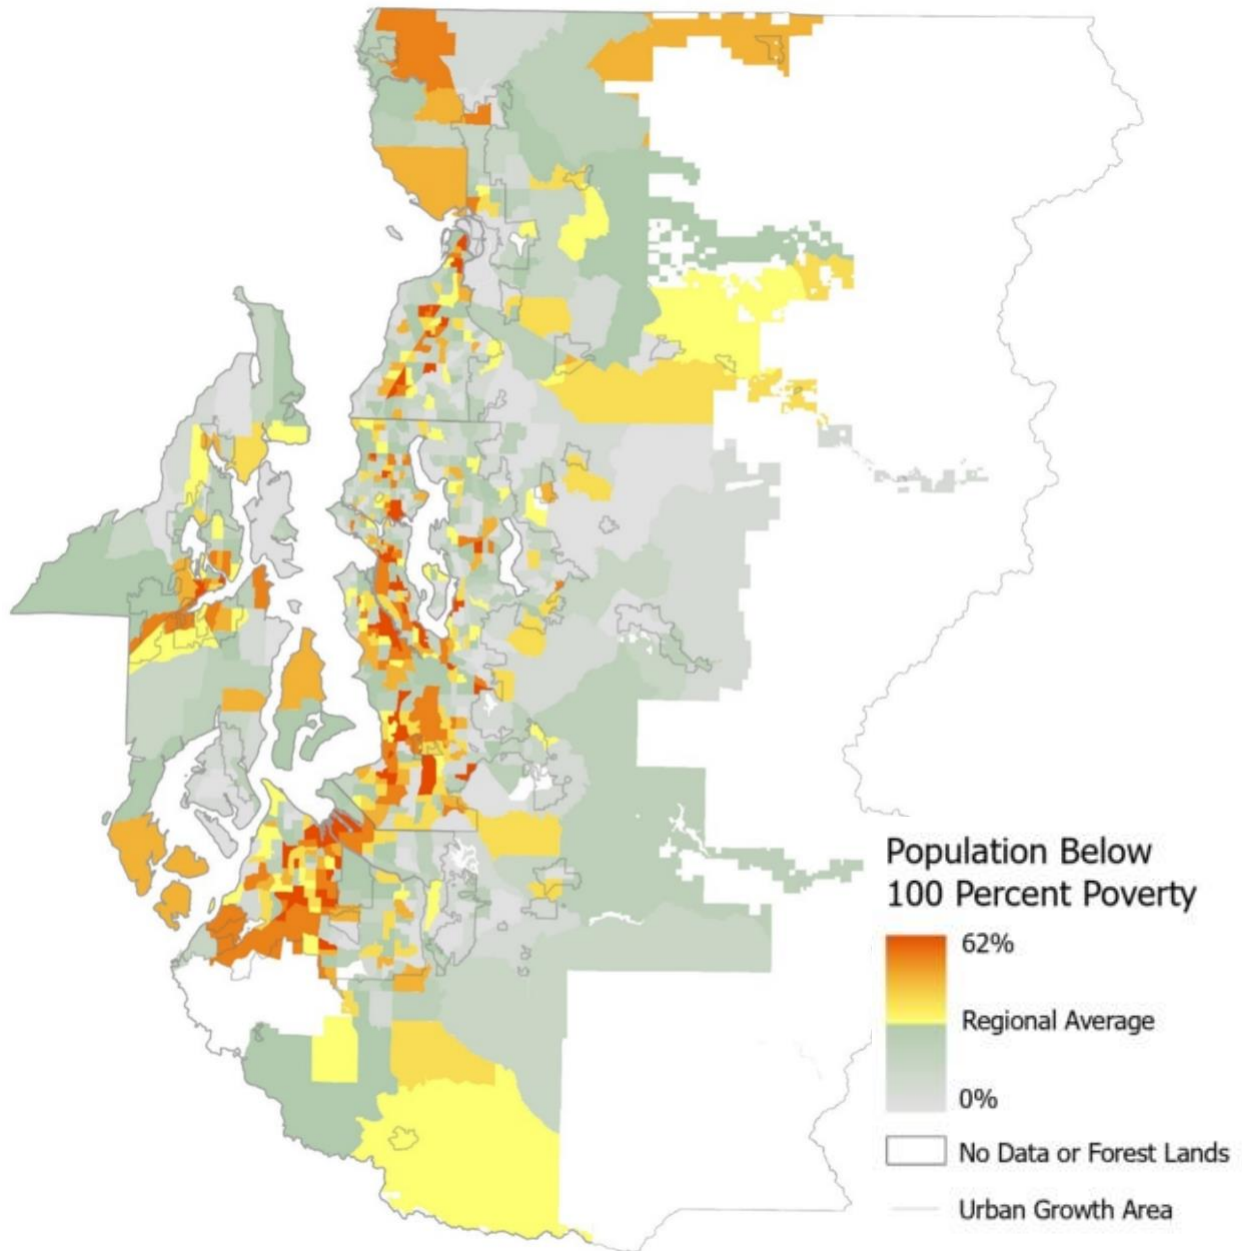 Population Below
100 Percent Poverty
62%
Regional Average
0%
No Data or Forest Lands
Urban Growth Area